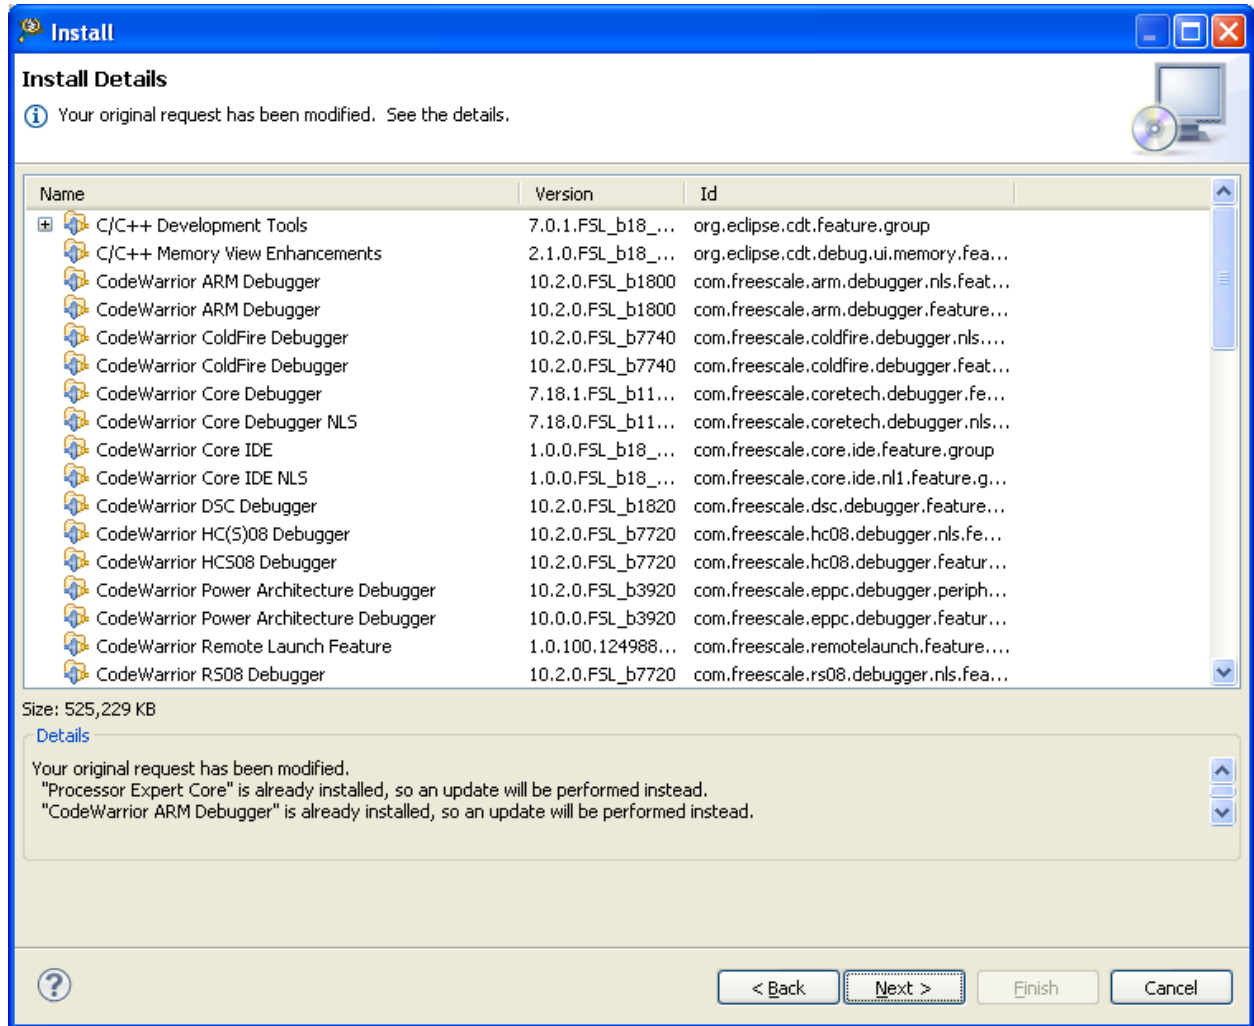 Install
Install Details
Your original request has been modified. See the details.
Name Version Id
C/C++ Development Tools 7.0.1.FSL_b18_... org.eclipse.cdt.feature.group
C/C++ Memory View Enhancements 2.1.0.FSL_b18_... org.eclipse.cdt.debug.ui.memory.fea...
CodeWarrior ARM Debugger 10.2.0.FSL_b1800 com.freescale.arm.debugger.nls.feat...
CodeWarrior ARM Debugger 10.2.0.FSL_b1800 com.freescale.arm.debugger.feature...
CodeWarrior ColdFire Debugger 10.2.0.FSL_b7740 com.freescale.coldfire.debugger.nls....
CodeWarrior ColdFire Debugger 10.2.0.FSL_b7740 com.freescale.coldfire.debugger.feat...
CodeWarrior Core Debugger 7.18.1.FSL_b11... com.freescale.coretech.debugger.fe...
CodeWarrior Core Debugger NLS 7.18.0.FSL_b11... com.freescale.coretech.debugger.nls...
CodeWarrior Core IDE 1.0.0.FSL_b18_... com.freescale.core.ide.feature.group
CodeWarrior Core IDE NLS 1.0.0.FSL_b18_... com.freescale.core.ide.nl1.feature.g...
CodeWarrior DSC Debugger 10.2.0.FSL_b1820 com.freescale.dsc.debugger.feature...
CodeWarrior HC(S)08 Debugger 10.2.0.FSL_b7720 com.freescale.hc08.debugger.nls.fe...
CodeWarrior HCS08 Debugger 10.2.0.FSL_b7720 com.freescale.hc08.debugger.featur...
CodeWarrior Power Architecture Debugger 10.2.0.FSL_b3920 com.freescale.eppc.debugger.periph...
CodeWarrior Power Architecture Debugger 10.0.0.FSL_b3920 com.freescale.eppc.debugger.featur...
CodeWarrior Remote Launch Feature 1.0.100.124988... com.freescale.remotelaunch.feature....
CodeWarrior RS08 Debugger 10.2.0.FSL_b7720 com.freescale.rs08.debugger.nls.fea...
Size: 525,229 KB
Details
Your original request has been modified.
"Processor Expert Core" is already installed, so an update will be performed instead.
"CodeWarrior ARM Debugger" is already installed, so an update will be performed instead.
< Back Next > Finish Cancel